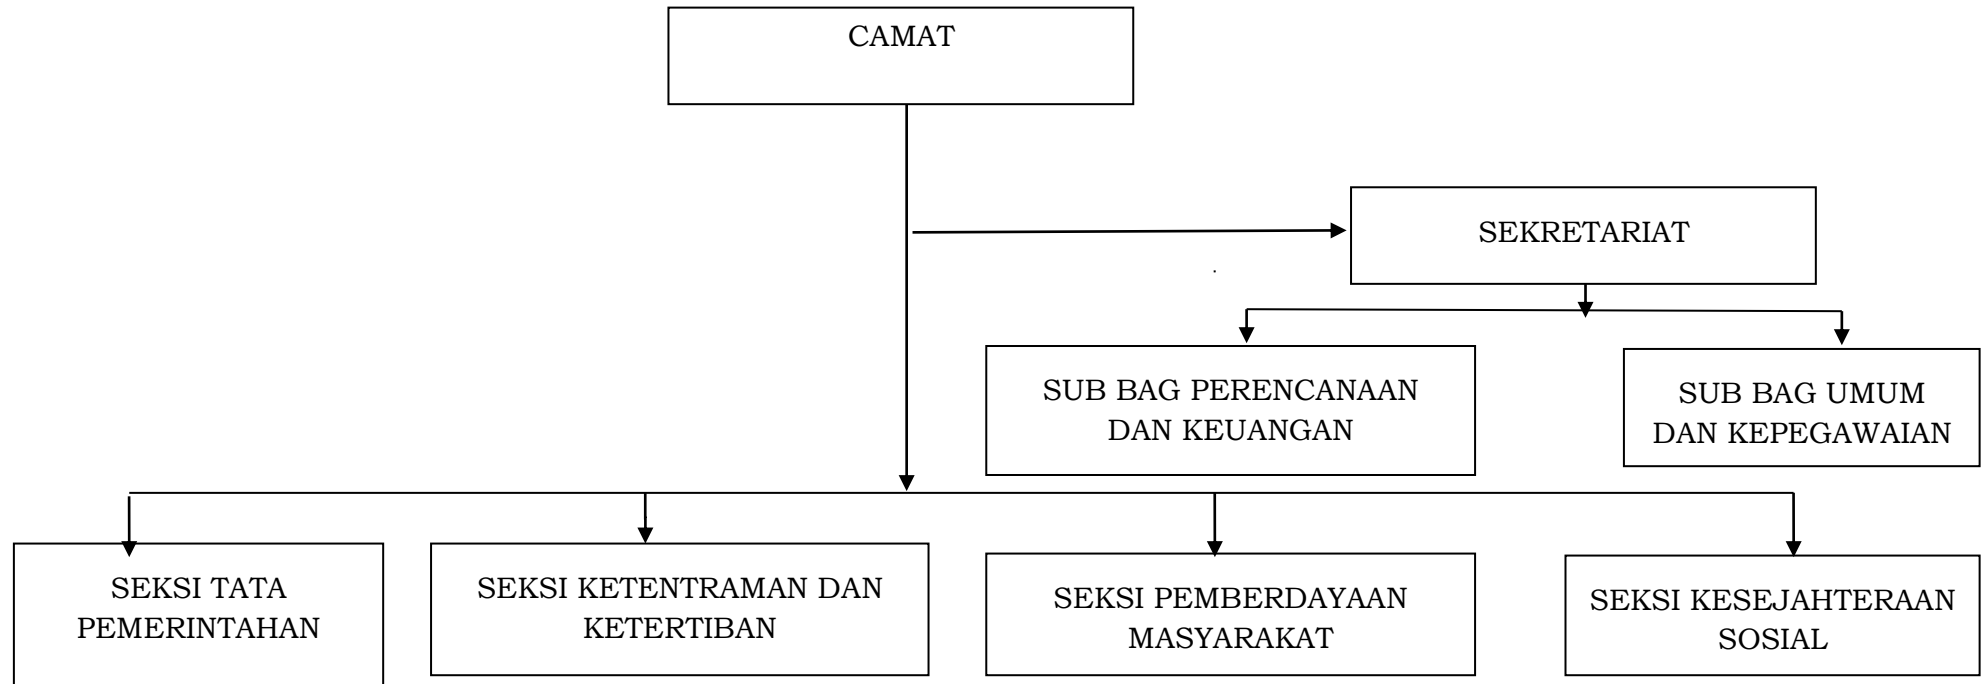 CAMAT
SEKRETARIAT
SUB BAG PERENCANAAN
DAN KEUANGAN
SUB BAG UMUM
DAN KEPEGAWAIAN
SEKSI TATA
PEMERINTAHAN
SEKSI KETENTRAMAN DAN
KETERTIBAN
SEKSI PEMBERDAYAAN
MASYARAKAT
SEKSI KESEJAHTERAAN
SOSIAL